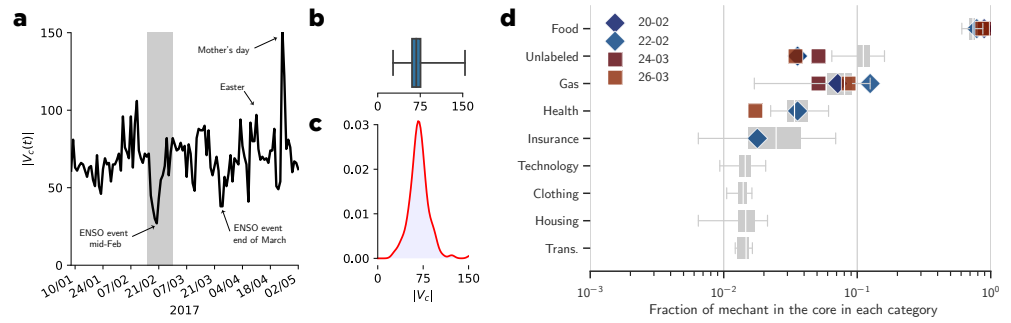 a
150
100
50
0
|V_c(t)|
Mother's day
Easter
ENSO event
mid-Feb
ENSO event
end of March
10/01
24/01
07/02
21/02
07/03
21/03
04/04
18/04
02/05
2017
b
0 75 150
c
0.03
0.02
0.01
0.00
0 75 150
|V_c|
d
20-02
22-02
24-03
26-03
Food
Unlabeled
Gas
Health
Insurance
Technology
Clothing
Housing
Trans.
10⁻³ 10⁻² 10⁻¹ 10⁰
Fraction of mechant in the core in each category